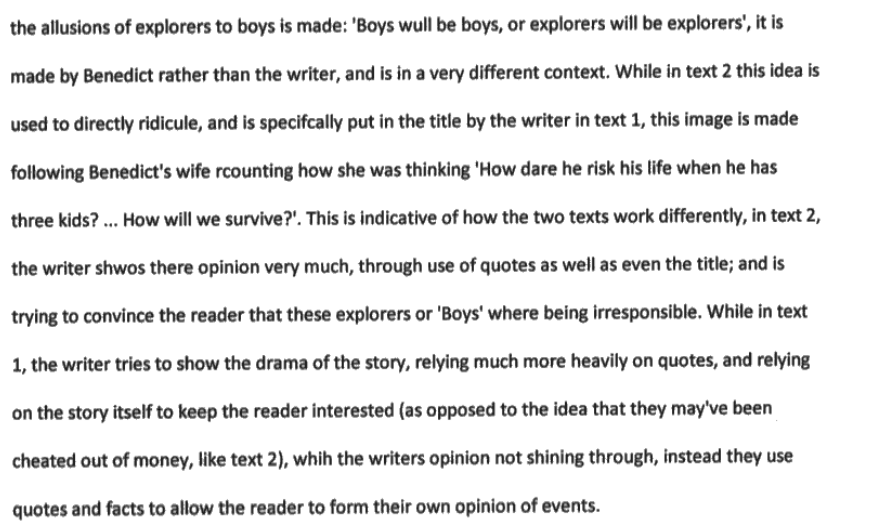 the allusions of explorers to boys is made: 'Boys wull be boys, or explorers will be explorers', it is
made by Benedict rather than the writer, and is in a very different context. While in text 2 this idea is
used to directly ridicule, and is specifcally put in the title by the writer in text 1, this image is made
following Benedict's wife rcounting how she was thinking 'How dare he risk his life when he has
three kids? ... How will we survive?'. This is indicative of how the two texts work differently, in text 2,
the writer shwos there opinion very much, through use of quotes as well as even the title; and is
trying to convince the reader that these explorers or 'Boys' where being irresponsible. While in text
1, the writer tries to show the drama of the story, relying much more heavily on quotes, and relying
on the story itself to keep the reader interested (as opposed to the idea that they may've been
cheated out of money, like text 2), whih the writers opinion not shining through, instead they use
quotes and facts to allow the reader to form their own opinion of events.